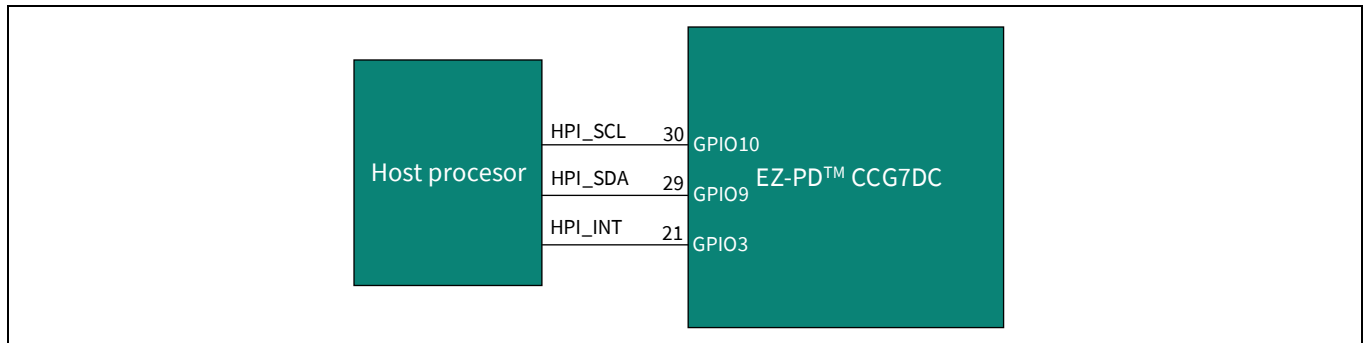 HPI_SCL 30 GPIO10
Host procesor HPI_SDA 29 GPIO9 EZ-PD™ CCG7DC
HPI_INT 21 GPIO3